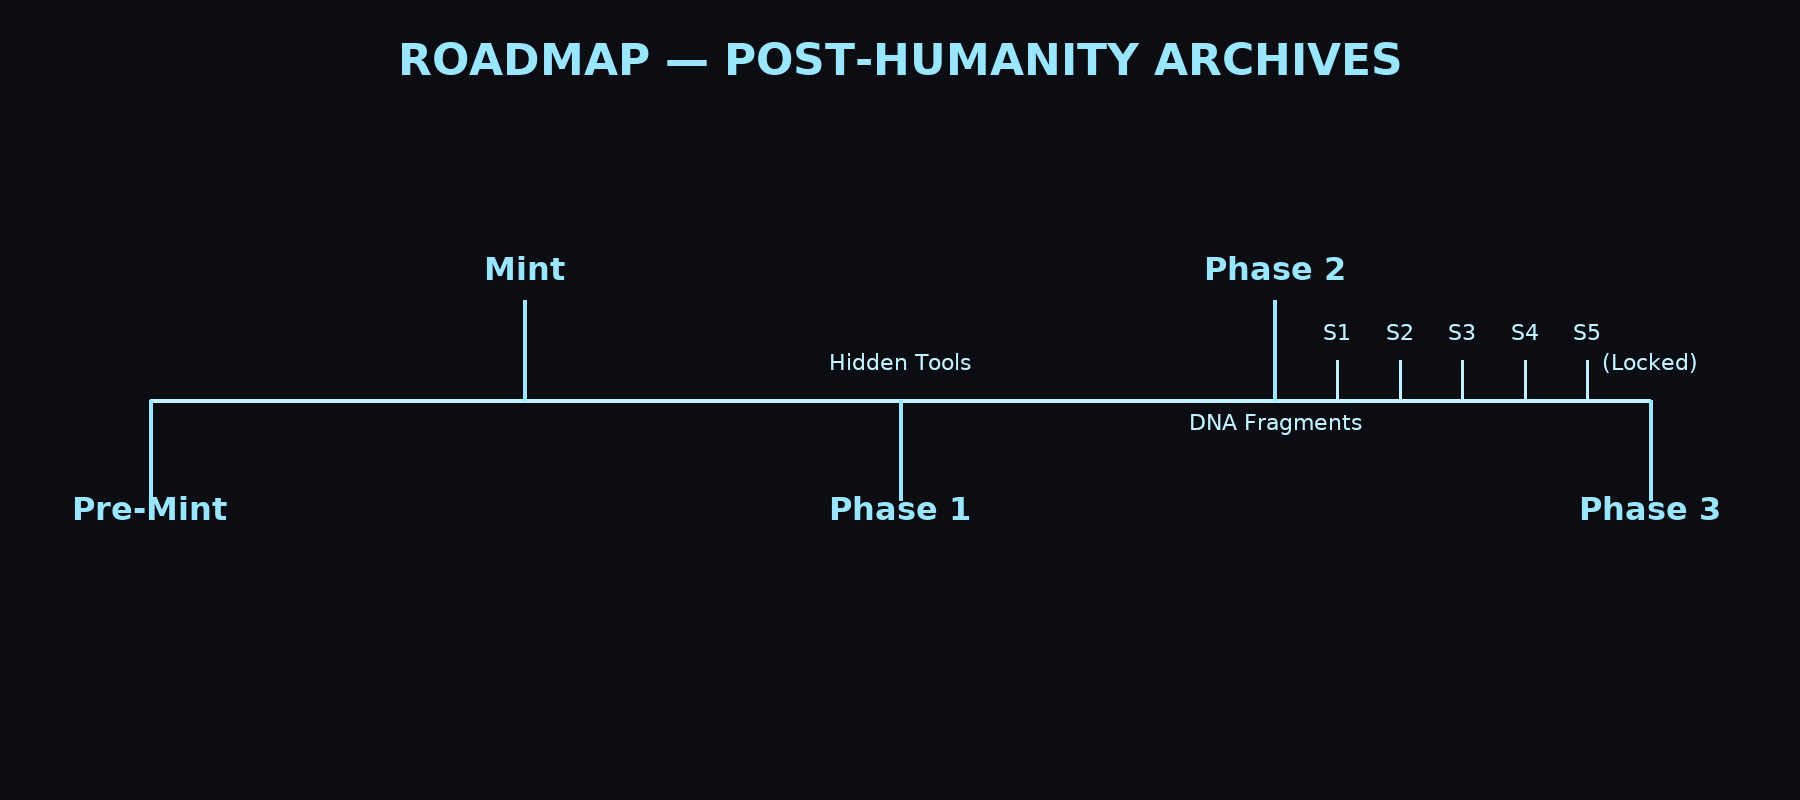 ROADMAP — POST-HUMANITY ARCHIVES
Mint
Phase 2
S1 S2 S3 S4 S5
Hidden Tools
(Locked)
DNA Fragments
Pre-Mint
Phase 1
Phase 3